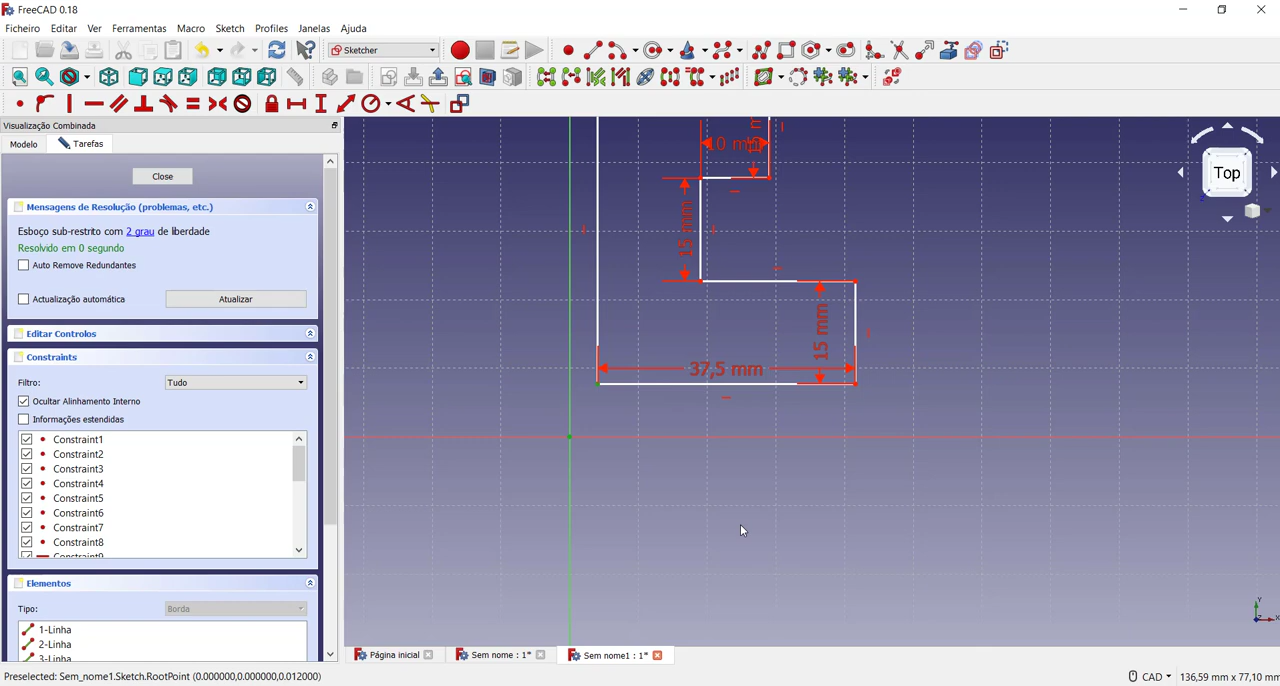 FreeCAD 0.18
Ficheiro Editar Ver Ferramentas Macro Sketch Profiles Janelas Ajuda
Sketcher
Visualização Combinada
Modelo Tarefas
Close
Mensagens de Resolução (problemas, etc.)
Esboço sub-restrito com 2 grau de liberdade
Resolvido em 0 segundo
Auto Remove Redundantes
Actualização automática Atualizar
Editar Controlos
Constraints
Filtro: Tudo
Ocultar Alinhamento Interno
Informações estendidas
Constraint1
Constraint2
Constraint3
Constraint4
Constraint5
Constraint6
Constraint7
Constraint8
Constraint9
Elementos
Tipo: Borda
1-Linha
2-Linha
3-Linha
10 mm
15 mm
15 mm
37,5 mm
Top
Z
Y
X
Página inicial Sem nome : 1* Sem nome1 : 1*
Preselected: Sem_nome1.Sketch.RootPoint (0.000000,0.000000,0.012000) CAD 136,59 mm x 77,10 mm